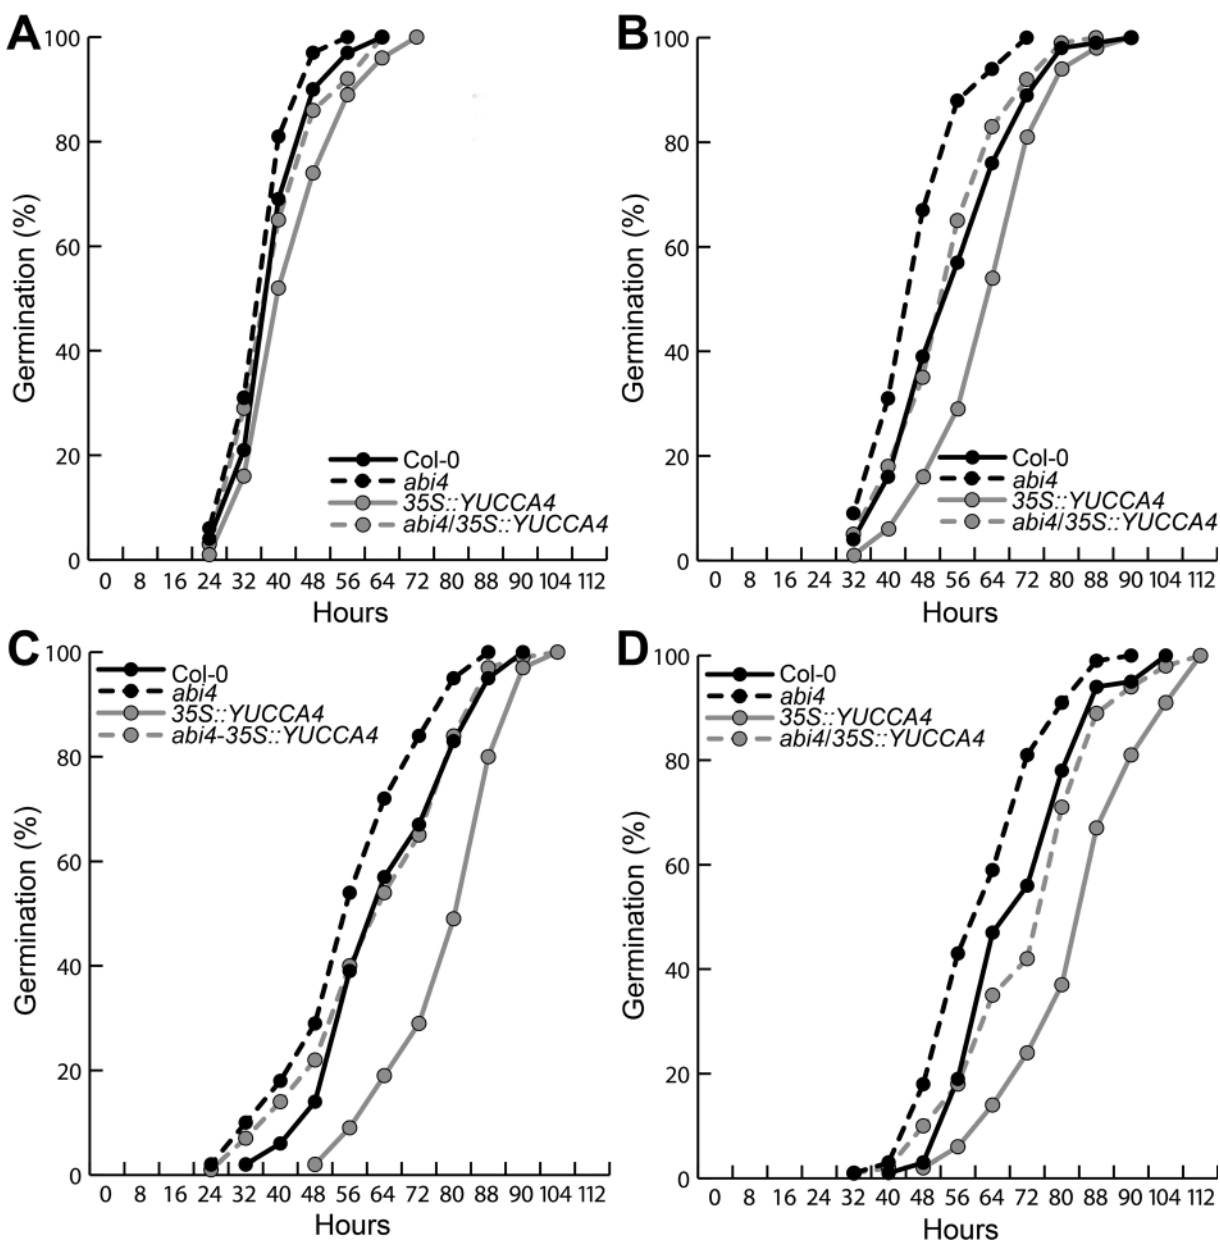 A
100
80
60
40
20
0
Germination (%)
Col-0
abi4
35S::YUCCA4
abi4/35S::YUCCA4
0 8 16 24 32 40 48 56 64 72 80 88 90 104 112
Hours
B
100
80
60
40
20
0
Germination (%)
Col-0
abi4
35S::YUCCA4
abi4/35S::YUCCA4
0 8 16 24 32 40 48 56 64 72 80 88 90 104 112
Hours
C
100
80
60
40
20
0
Germination (%)
Col-0
abi4
35S::YUCCA4
abi4-35S::YUCCA4
0 8 16 24 32 40 48 56 64 72 80 88 90 104 112
Hours
D
100
80
60
40
20
0
Germination (%)
Col-0
abi4
35S::YUCCA4
abi4/35S::YUCCA4
0 8 16 24 32 40 48 56 64 72 80 88 90 104 112
Hours